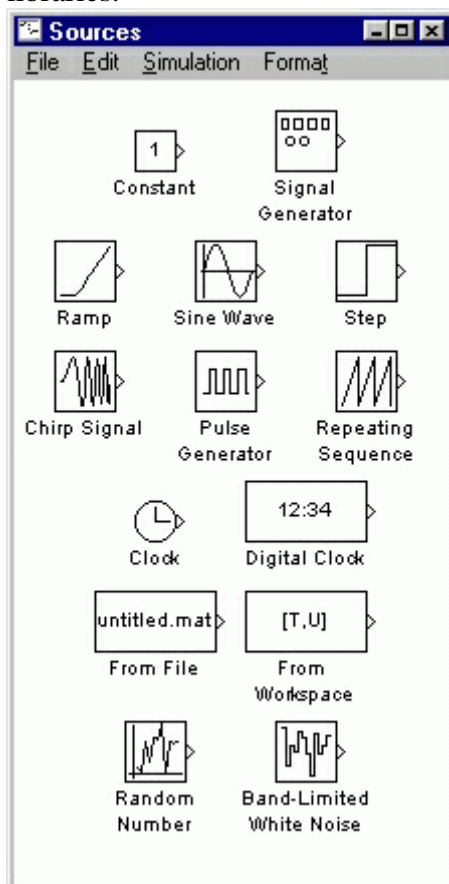 libraries.
Sources
File Edit Simulation Format
1
Constant
Signal
Generator
Ramp
Sine Wave
Step
Chirp Signal
Pulse
Generator
Repeating
Sequence
Clock
12:34
Digital Clock
untitled.mat
From File
[T,U]
From
Workspace
Random
Number
Band-Limited
White Noise